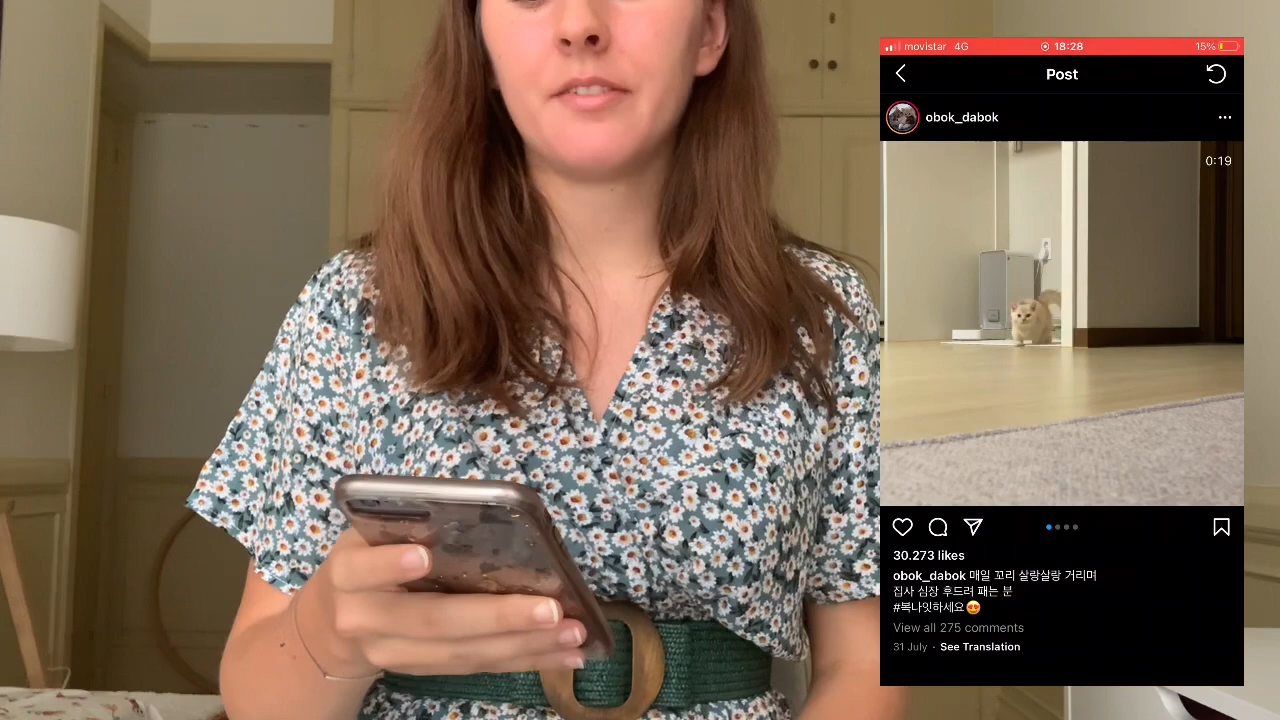 movistar 4G 18:28 15%
Post
obok_dabok
0:19
30.273 likes
obok_dabok 매일 꼬리 살랑살랑 거리며
집사 심장 후드려 패는 분
#복나잇하세요😍
View all 275 comments
31 July · See Translation